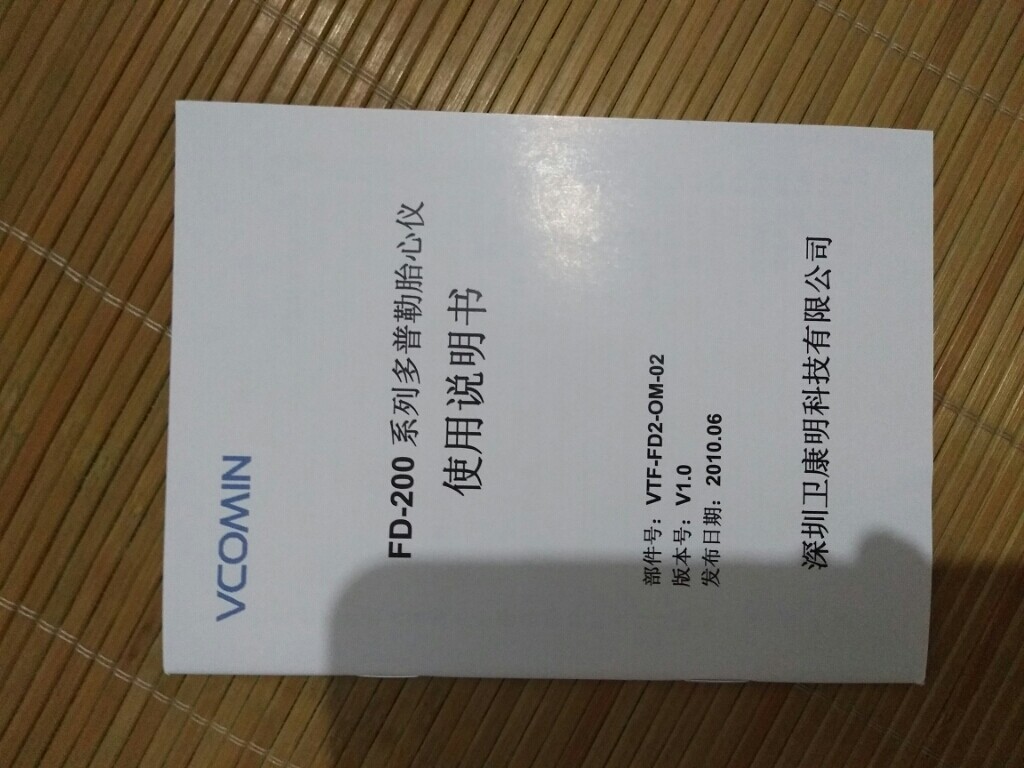 VCOMIN
FD-200 系列多普勒胎心仪
使用说明书
部件号：VTF-FD2-OM-02
版本号：V1.0
发布日期：2010.06
深圳卫康明科技有限公司